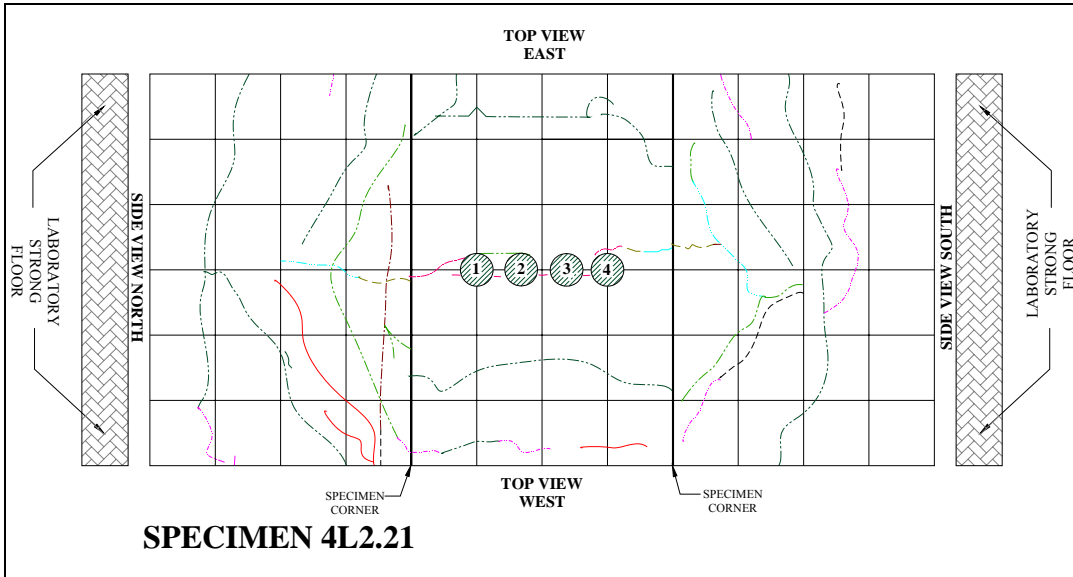 TOP VIEW
EAST
LABORATORY
STRONG
FLOOR
SIDE VIEW NORTH
1
2
3
4
SIDE VIEW SOUTH
LABORATORY
STRONG
FLOOR
SPECIMEN
CORNER
TOP VIEW
WEST
SPECIMEN
CORNER
SPECIMEN 4L2.21